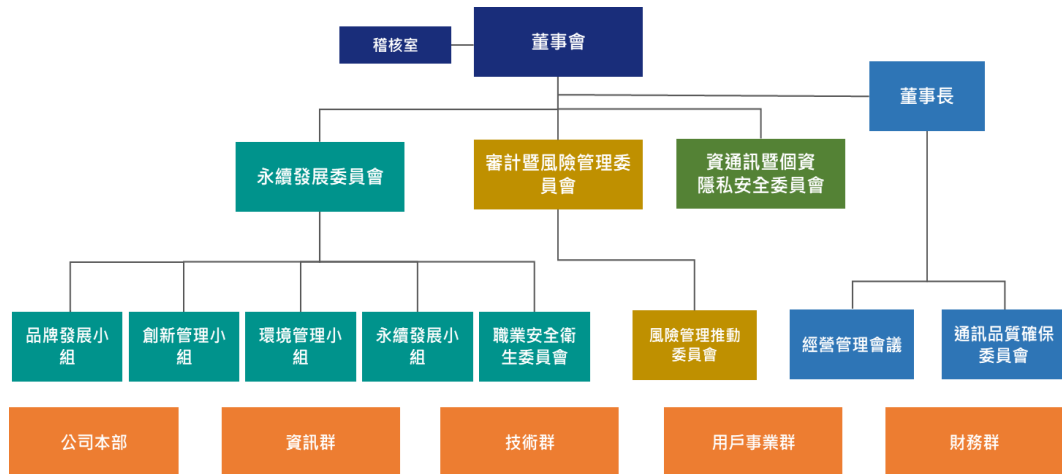 稽核室
董事會
董事長
永續發展委員會
審計暨風險管理委
員會
資通訊暨個資
隱私安全委員會
品牌發展小
組
創新管理小
組
環境管理小
組
永續發展小
組
職業安全衛
生委員會
風險管理推動
委員會
經營管理會議
通訊品質確保
委員會
公司本部
資訊群
技術群
用戶事業群
財務群